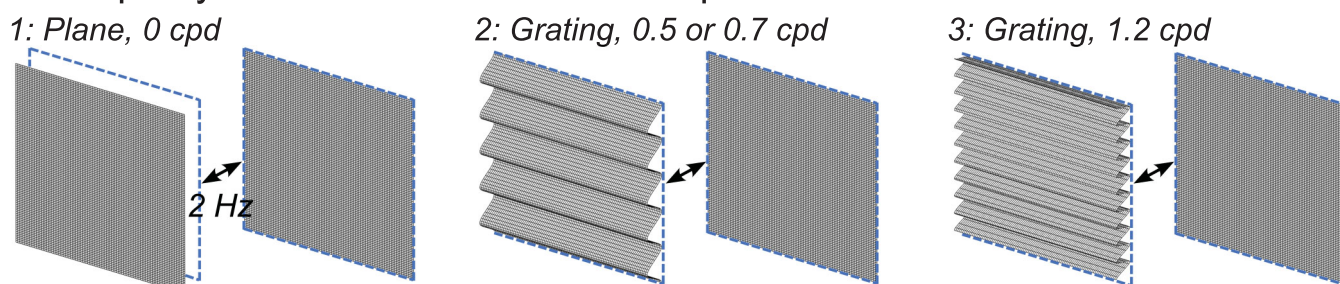 1: Plane, 0 cpd
2: Grating, 0.5 or 0.7 cpd
3: Grating, 1.2 cpd
2 Hz